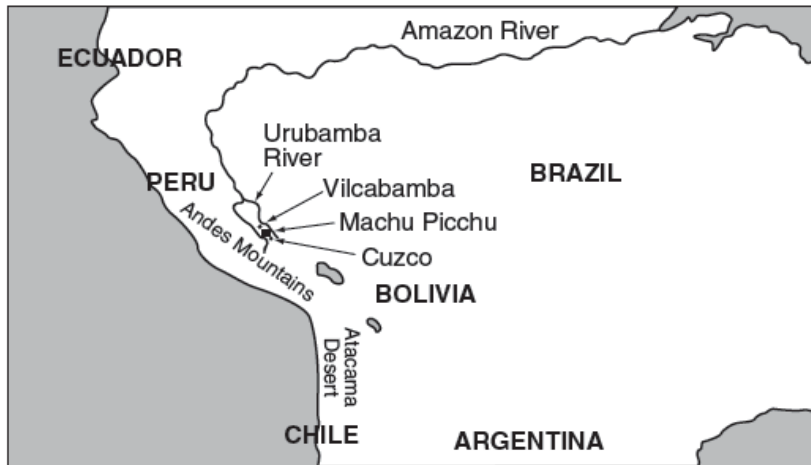 Amazon River
ECUADOR
Urubamba
River
BRAZIL
PERU
Vilcabamba
Machu Picchu
Andes Mountains
Cuzco
BOLIVIA
Atacama
Desert
CHILE
ARGENTINA